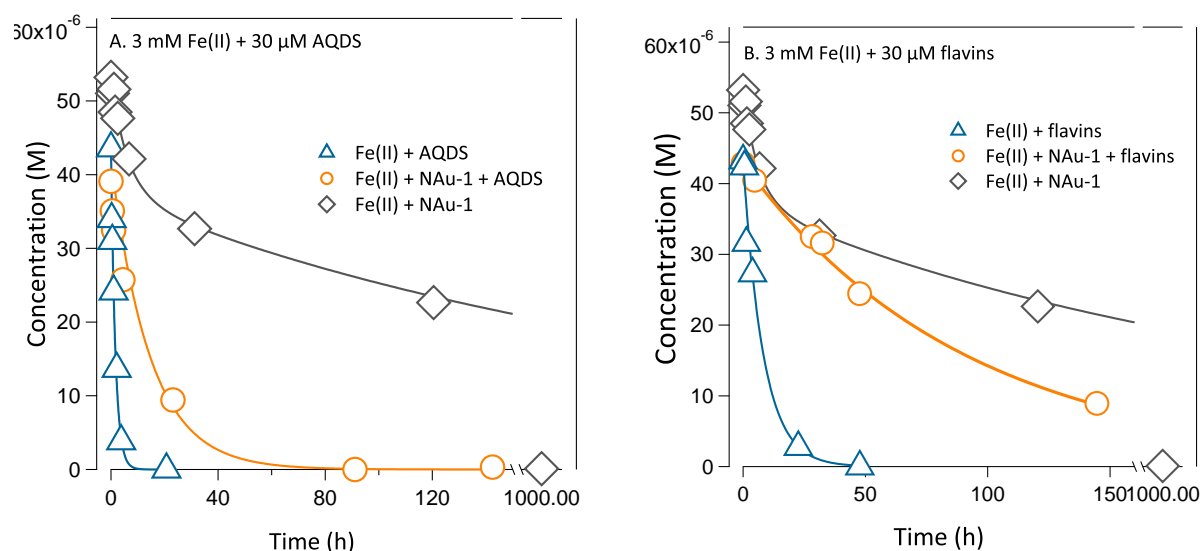 60x10⁻⁶
A. 3 mM Fe(II) + 30 µM AQDS
50
40
30
20
10
0
Concentration (M)
Fe(II) + AQDS
Fe(II) + NAu-1 + AQDS
Fe(II) + NAu-1
0
40
80
120
1000.00
Time (h)
60x10⁻⁶
B. 3 mM Fe(II) + 30 µM flavins
50
40
30
20
10
0
Concentration (M)
Fe(II) + flavins
Fe(II) + NAu-1 + flavins
Fe(II) + NAu-1
0
50
100
150
1000.00
Time (h)